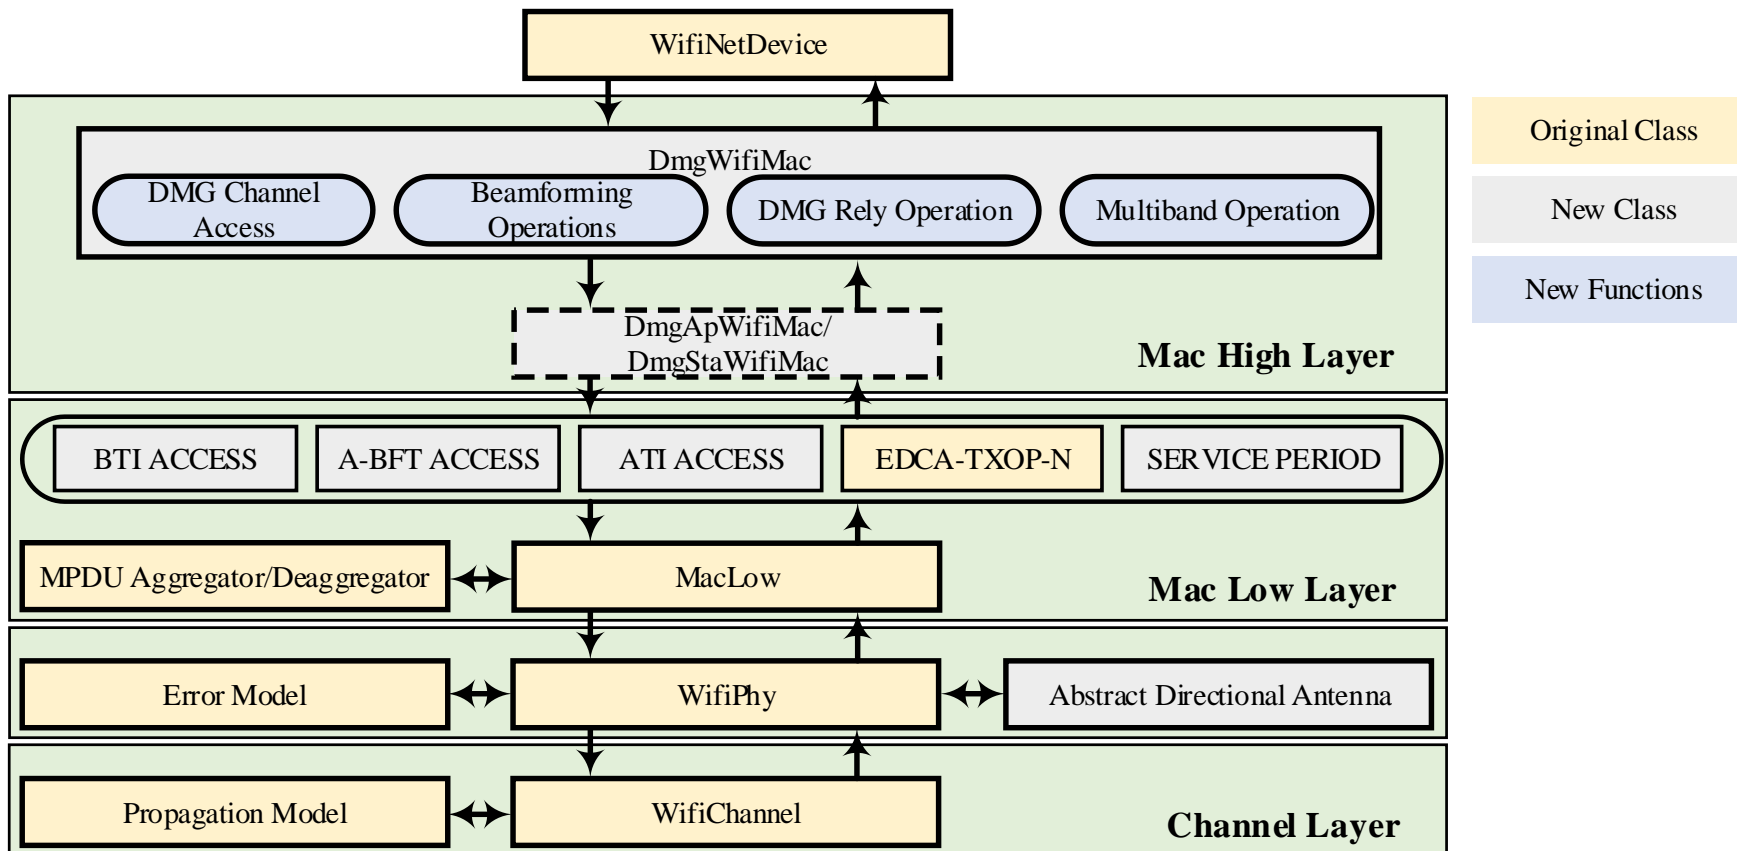 WifiNetDevice
Original Class
New Class
New Functions
DmgWifiMac
DMG Channel
Access
Beamforming
Operations
DMG Rely Operation
Multiband Operation
DmgApWifiMac/
DmgStaWifiMac
Mac High Layer
BTI ACCESS
A-BFT ACCESS
ATI ACCESS
EDCA-TXOP-N
SERVICE PERIOD
MPDU Aggregator/Deaggregator
MacLow
Mac Low Layer
Error Model
WifiPhy
Abstract Directional Antenna
Propagation Model
WifiChannel
Channel Layer